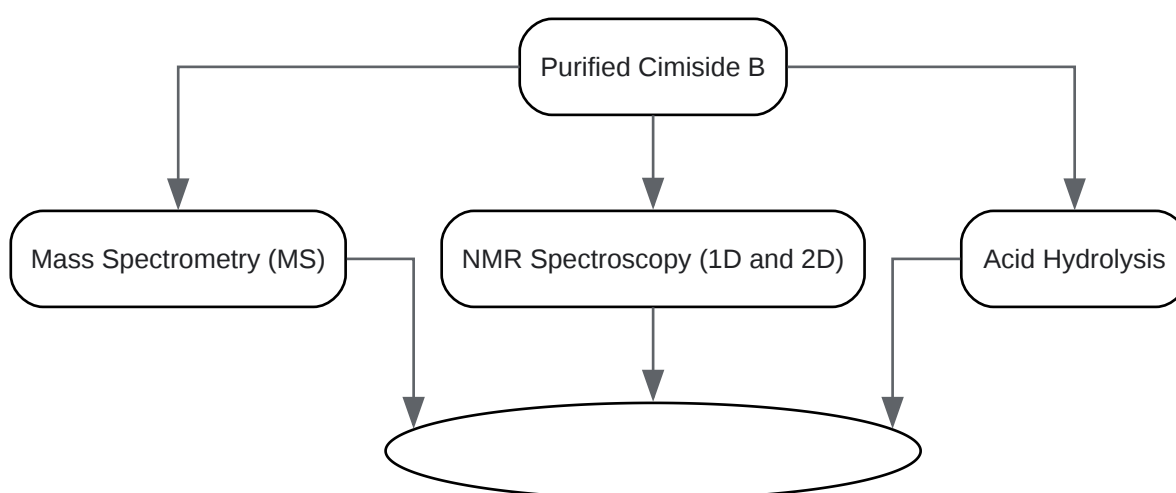 Purified Cimiside B
Mass Spectrometry (MS)
NMR Spectroscopy (1D and 2D)
Acid Hydrolysis